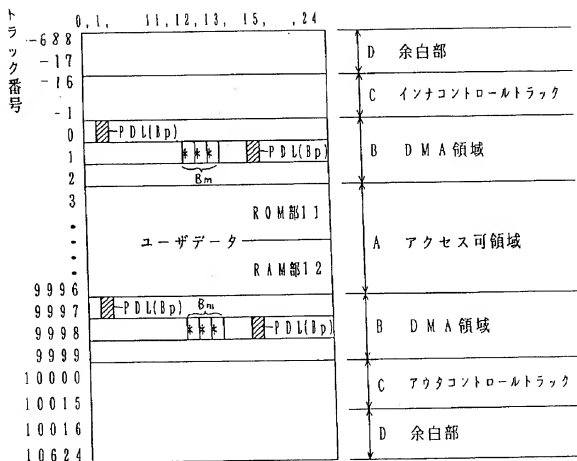 0,1, 11,12,13, 15, ,24
トラック番号
-688
-17
D 余白部
-16
-1
C インナコントロールトラック
0
PDL(Bp)
1
* * *
PDL(Bp)
Bm
2
B DMA領域
3
ROM部11
ユーザデータ
RAM部12
9996
A アクセス可領域
9997
PDL(Bp)
Bm
9998
* * *
PDL(Bp)
9999
B DMA領域
10000
10015
C アウタコントロールトラック
10016
10624
D 余白部